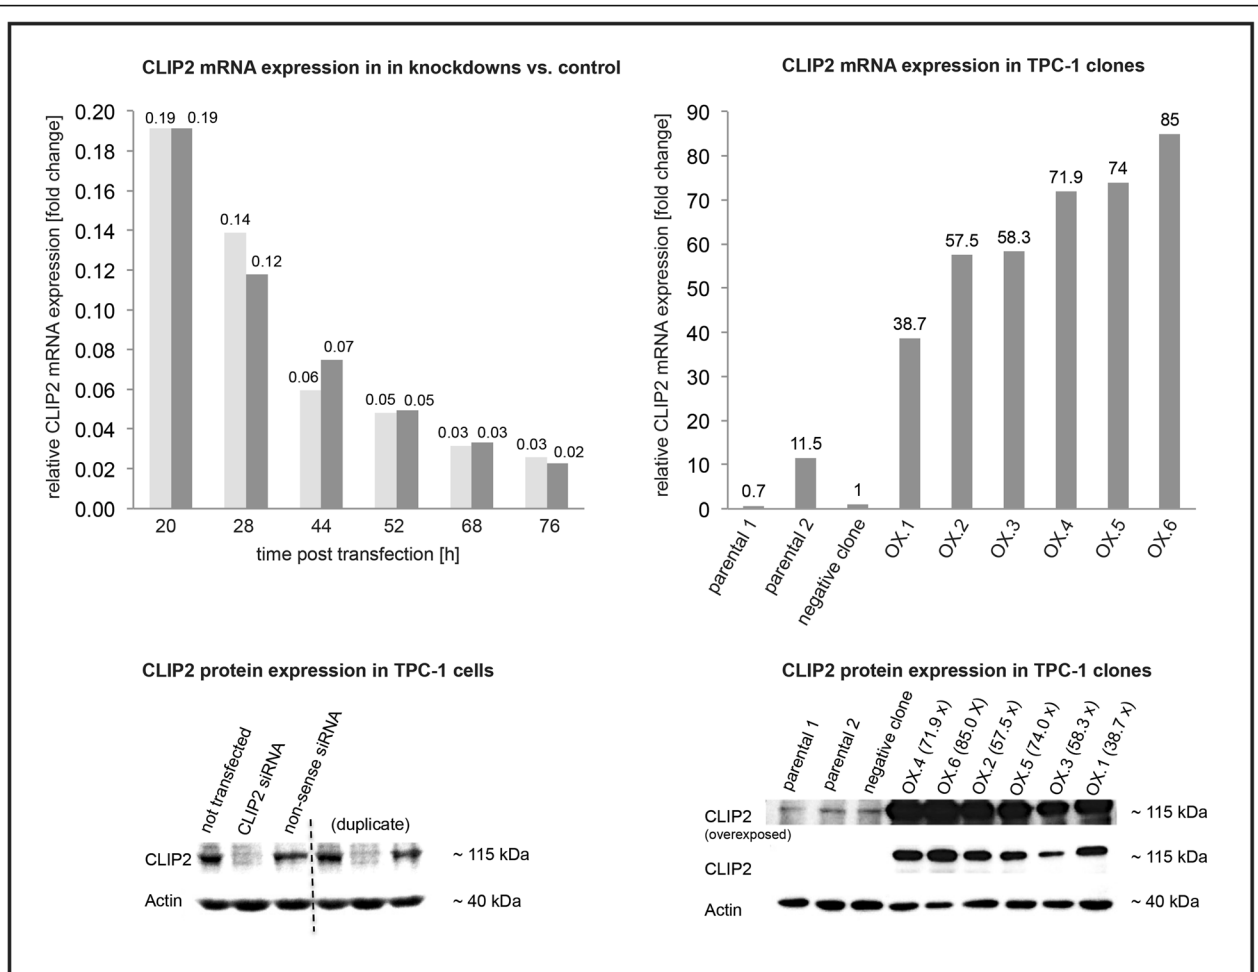 CLIP2 mRNA expression in in knockdowns vs. control
relative CLIP2 mRNA expression [fold change]
0.20
0.18
0.16
0.14
0.12
0.10
0.08
0.06
0.04
0.02
0.00
0.19 0.19
0.14
0.12
0.06
0.07
0.05 0.05
0.03 0.03
0.03
0.02
20 28 44 52 68 76
time post transfection [h]
CLIP2 mRNA expression in TPC-1 clones
relative CLIP2 mRNA expression [fold change]
90
80
70
60
50
40
30
20
10
0
0.7
11.5
1
38.7
57.5
58.3
71.9
74
85
parental 1
parental 2
negative clone
OX.1
OX.2
OX.3
OX.4
OX.5
OX.6
CLIP2 protein expression in TPC-1 cells
not transfected
CLIP2 siRNA
non-sense siRNA
(duplicate)
CLIP2
~ 115 kDa
Actin
~ 40 kDa
CLIP2 protein expression in TPC-1 clones
parental 1
parental 2
negative clone
OX.4 (71.9 x)
OX.6 (85.0 X)
OX.2 (57.5 x)
OX.5 (74.0 x)
OX.3 (58.3 x)
OX.1 (38.7 x)
CLIP2
(overexposed)
~ 115 kDa
CLIP2
~ 115 kDa
Actin
~ 40 kDa